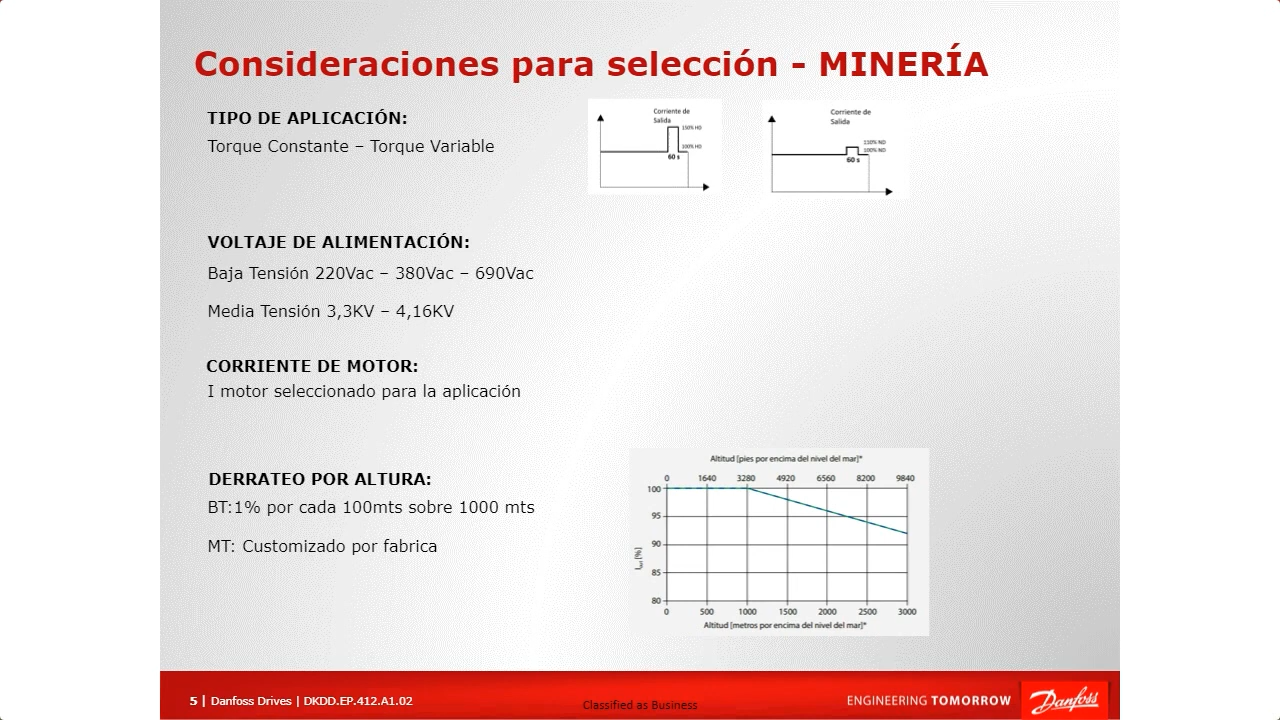 Consideraciones para selección - MINERÍA
TIPO DE APLICACIÓN:
Torque Constante – Torque Variable
Corriente de
Salida
150% HD
100% HD
60 s
Corriente de
Salida
110% ND
100% ND
60 s
VOLTAJE DE ALIMENTACIÓN:
Baja Tensión 220Vac – 380Vac – 690Vac
Media Tensión 3,3KV – 4,16KV
CORRIENTE DE MOTOR:
I motor seleccionado para la aplicación
DERRATEO POR ALTURA:
BT:1% por cada 100mts sobre 1000 mts
MT: Customizado por fabrica
Altitud [pies por encima del nivel del mar]*
0 1640 3280 4920 6560 8200 9840
100
95
90
85
80
I out [%]
0 500 1000 1500 2000 2500 3000
Altitud [metros por encima del nivel del mar]*
5 | Danfoss Drives | DKDD.EP.412.A1.02
Classified as Business
ENGINEERING TOMORROW
Danfoss